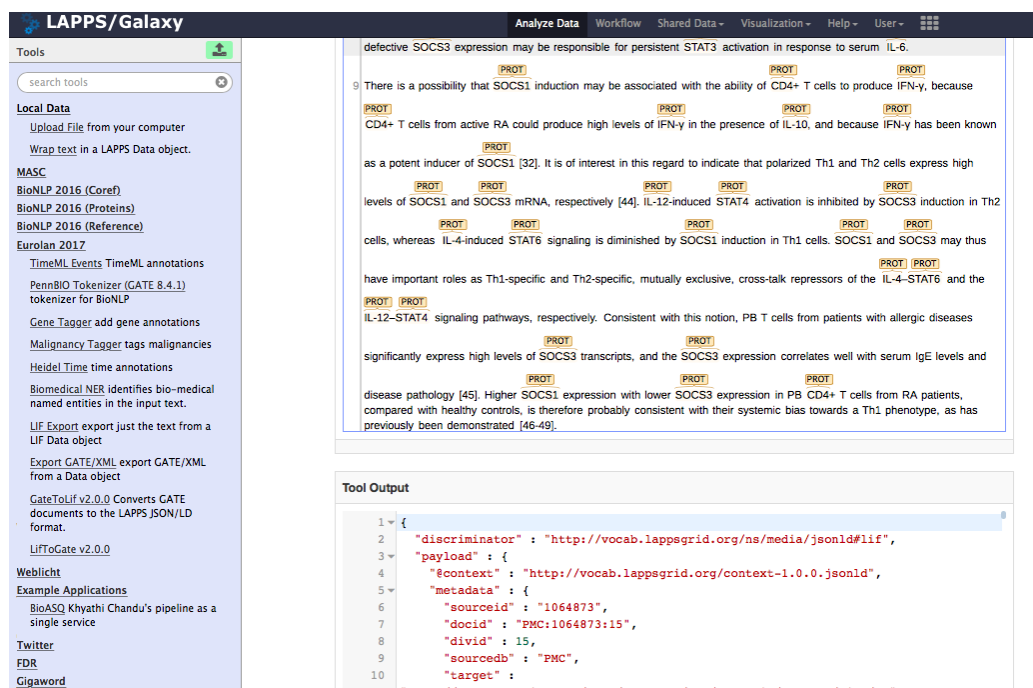 LAPPS/Galaxy
Analyze Data Workflow Shared Data Visualization Help User
Tools
search tools
Local Data
Upload File from your computer
Wrap text in a LAPPS Data object.
MASC
BioNLP 2016 (Coref)
BioNLP 2016 (Proteins)
BioNLP 2016 (Reference)
Eurolan 2017
TimeML Events TimeML annotations
PennBIO Tokenizer (GATE 8.4.1)
tokenizer for BioNLP
Gene Tagger add gene annotations
Malignancy Tagger tags malignancies
Heidel Time time annotations
Biomedical NER identifies bio-medical
named entities in the input text.
LIF Export export just the text from a
LIF Data object
Export GATE/XML export GATE/XML
from a Data object
GateToLif v2.0.0 Converts GATE
documents to the LAPPS JSON/LD
format.
LifToGate v2.0.0
Weblicht
Example Applications
BioASQ Khyathi Chandu's pipeline as a
single service
Twitter
FDR
Gigaword
defective SOCS3 expression may be responsible for persistent STAT3 activation in response to serum IL-6.
PROT PROT PROT
9 There is a possibility that SOCS1 induction may be associated with the ability of CD4+ T cells to produce IFN-γ, because
PROT PROT PROT PROT
CD4+ T cells from active RA could produce high levels of IFN-γ in the presence of IL-10, and because IFN-γ has been known
PROT
as a potent inducer of SOCS1 [32]. It is of interest in this regard to indicate that polarized Th1 and Th2 cells express high
PROT PROT PROT PROT PROT
levels of SOCS1 and SOCS3 mRNA, respectively [44]. IL-12-induced STAT4 activation is inhibited by SOCS3 induction in Th2
PROT PROT PROT PROT PROT
cells, whereas IL-4-induced STAT6 signaling is diminished by SOCS1 induction in Th1 cells. SOCS1 and SOCS3 may thus
PROT PROT
have important roles as Th1-specific and Th2-specific, mutually exclusive, cross-talk repressors of the IL-4–STAT6 and the
PROT PROT
IL-12–STAT4 signaling pathways, respectively. Consistent with this notion, PB T cells from patients with allergic diseases
PROT PROT
significantly express high levels of SOCS3 transcripts, and the SOCS3 expression correlates well with serum IgE levels and
PROT PROT PROT
disease pathology [45]. Higher SOCS1 expression with lower SOCS3 expression in PB CD4+ T cells from RA patients,
compared with healthy controls, is therefore probably consistent with their systemic bias towards a Th1 phenotype, as has
previously been demonstrated [46-49].
Tool Output
1 {
2 "discriminator" : "http://vocab.lappsgrid.org/ns/media/jsonld#lif",
3 "payload" : {
4 "@context" : "http://vocab.lappsgrid.org/context-1.0.0.jsonld",
5 "metadata" : {
6 "sourceid" : "1064873",
7 "docid" : "PMC:1064873:15",
8 "divid" : 15,
9 "sourcedb" : "PMC",
10 "target" :